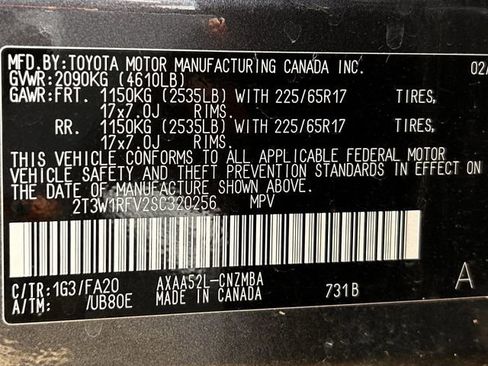 MFD.BY:TOYOTA MOTOR MANUFACTURING CANADA INC. 02/
GVWR:2090KG (4610LB)
GAWR:FRT. 1150KG (2535LB) WITH 225/65R17 TIRES,
17x7.0J RIMS.
RR. 1150KG (2535LB) WITH 225/65R17 TIRES,
17x7.0J RIMS.
THIS VEHICLE CONFORMS TO ALL APPLICABLE FEDERAL MOTOR
VEHICLE SAFETY AND THEFT PREVENTION STANDARDS IN EFFECT ON
THE DATE OF MANUFACTURE SHOWN ABOVE.
2T3W1RFV2SC320256 MPV
C/TR:1G3/FA20 AXAA52L-CNZMBA A
A/TM: /UB80E MADE IN CANADA 731B